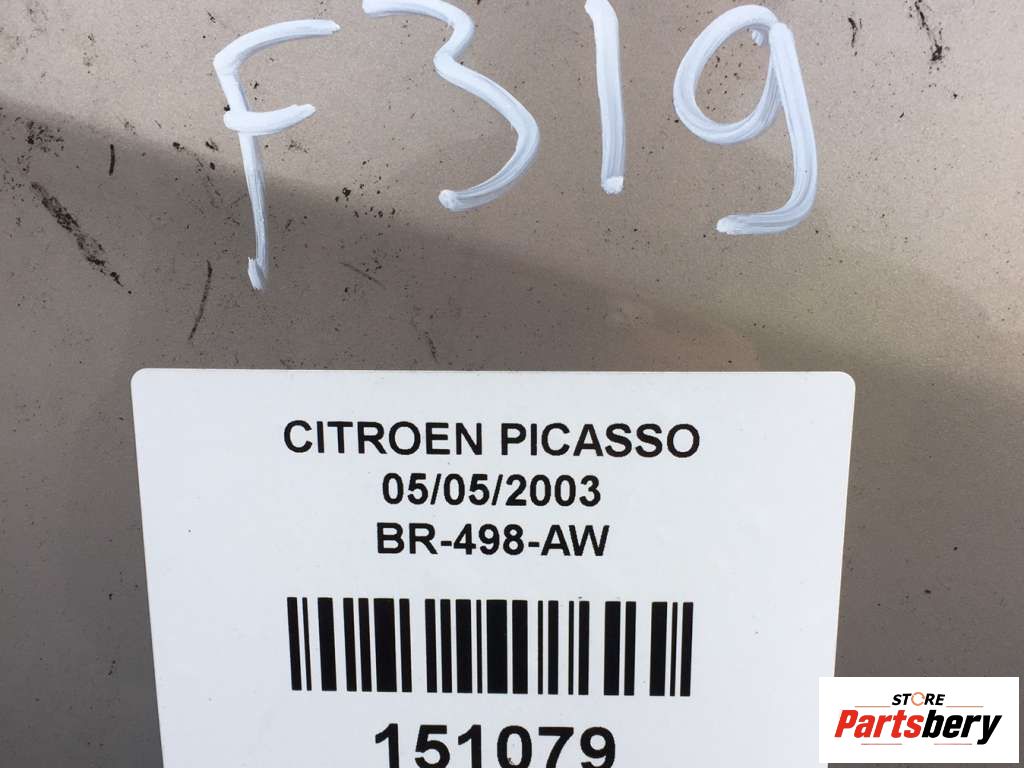 F319
CITROEN PICASSO
05/05/2003
BR-498-AW
151079
STORE
Partsbery